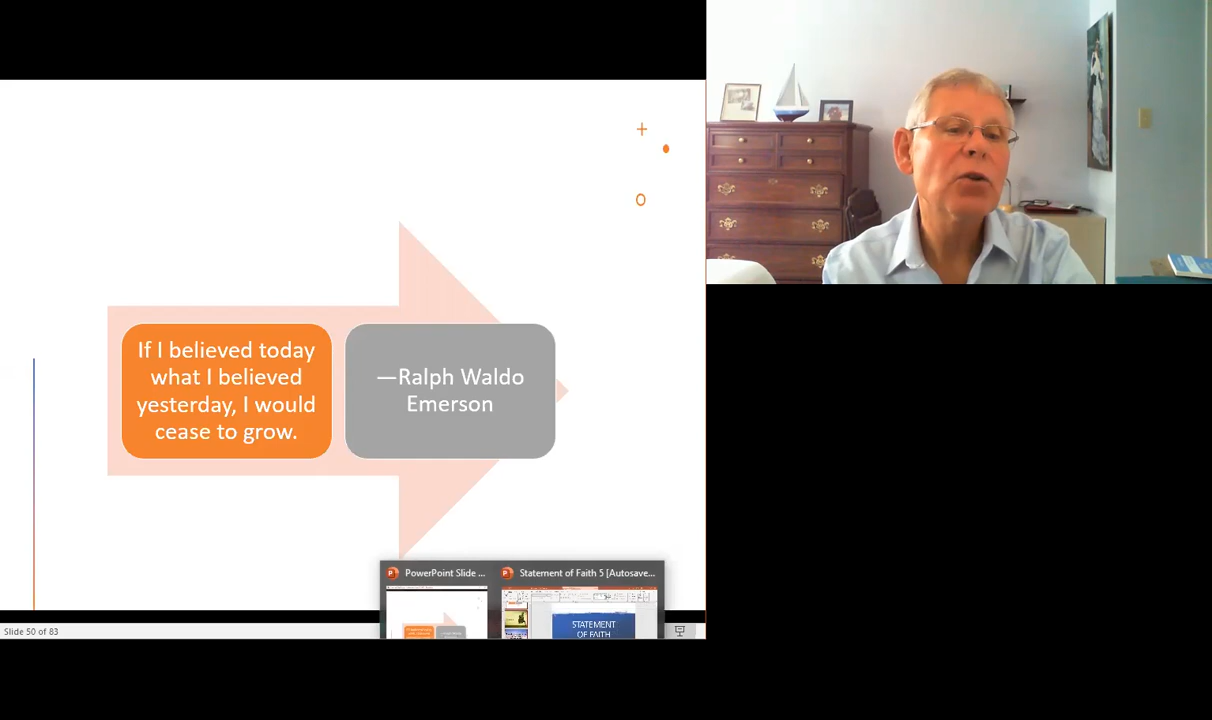 If I believed today
what I believed
yesterday, I would
cease to grow.
—Ralph Waldo
Emerson
PowerPoint Slide ...
Statement of Faith 5 [Autosave...
STATEMENT
OF FAITH
Slide 50 of 83